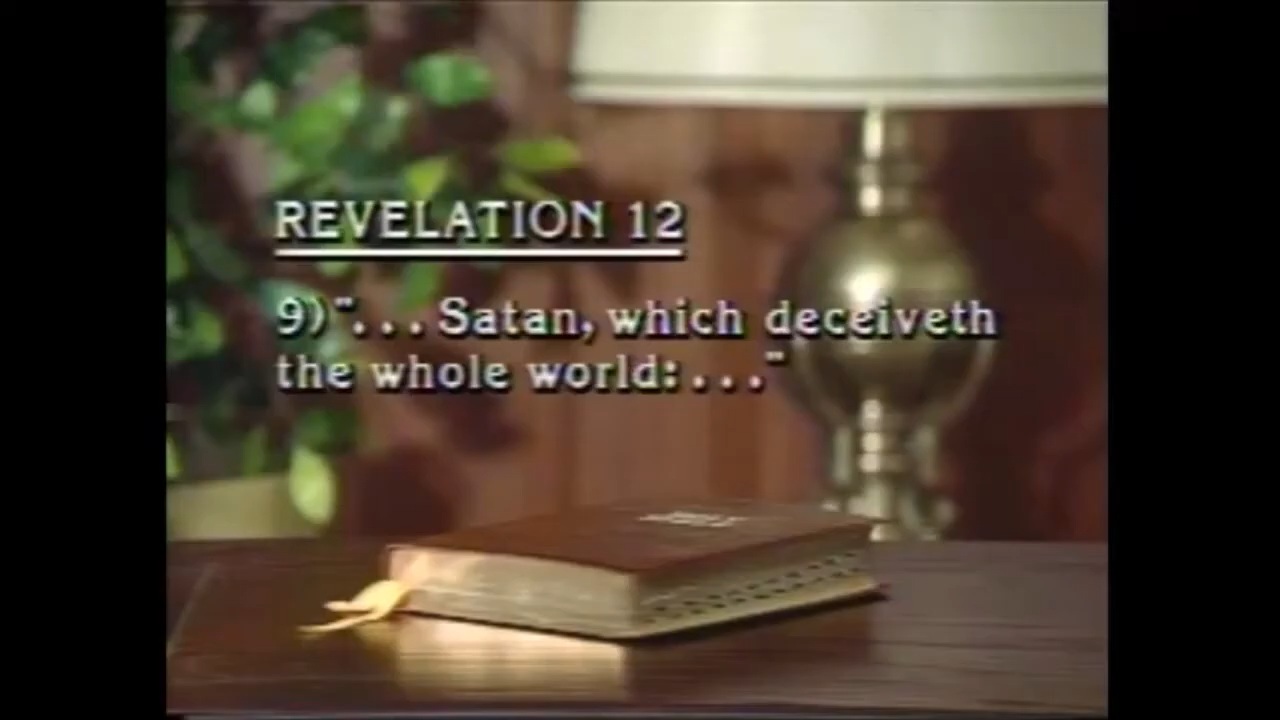 REVELATION 12
9) "... Satan, which deceiveth
the whole world: ..."